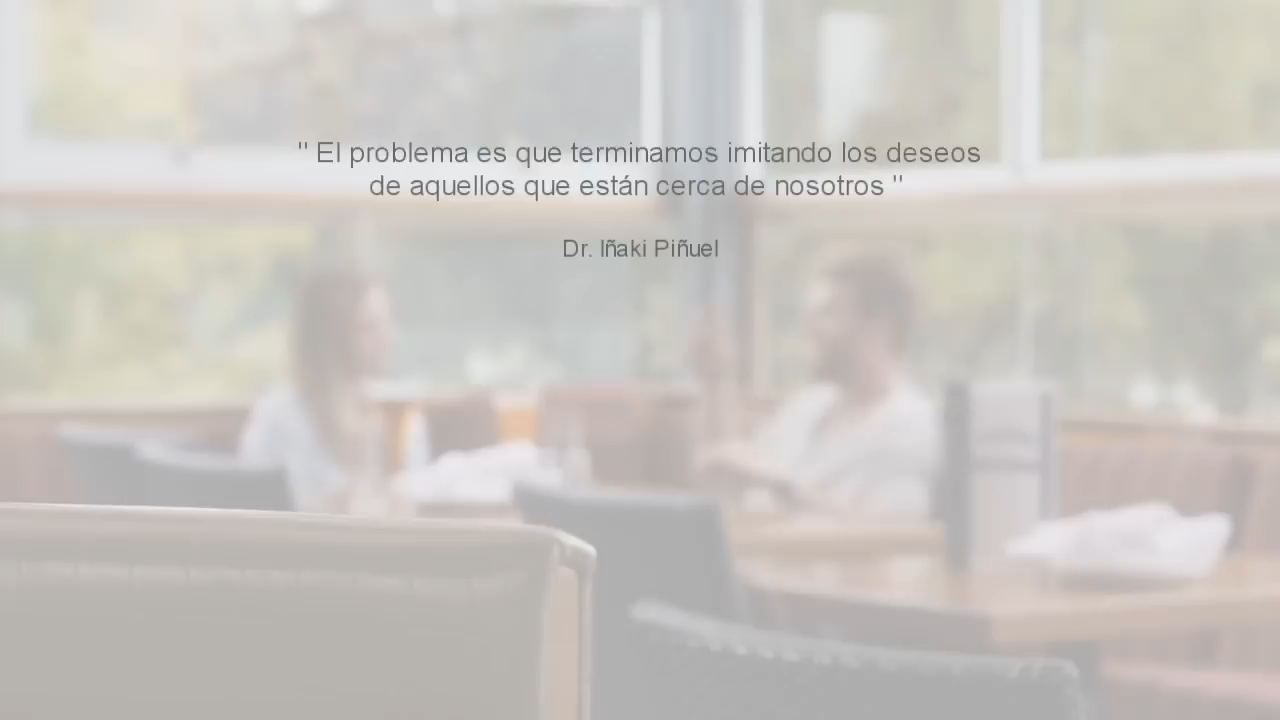 " El problema es que terminamos imitando los deseos
de aquellos que están cerca de nosotros "
Dr. Iñaki Piñuel